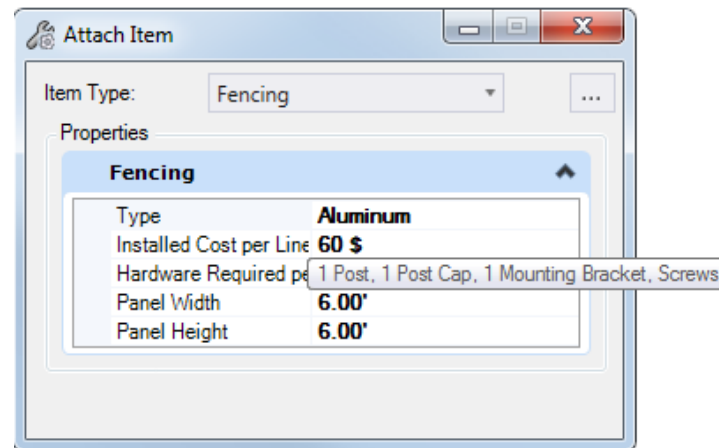 Attach Item
Item Type: Fencing ...
Properties
Fencing
Type Aluminum
Installed Cost per Line 60 $
Hardware Required pe 1 Post, 1 Post Cap, 1 Mounting Bracket, Screws
Panel Width 6.00'
Panel Height 6.00'